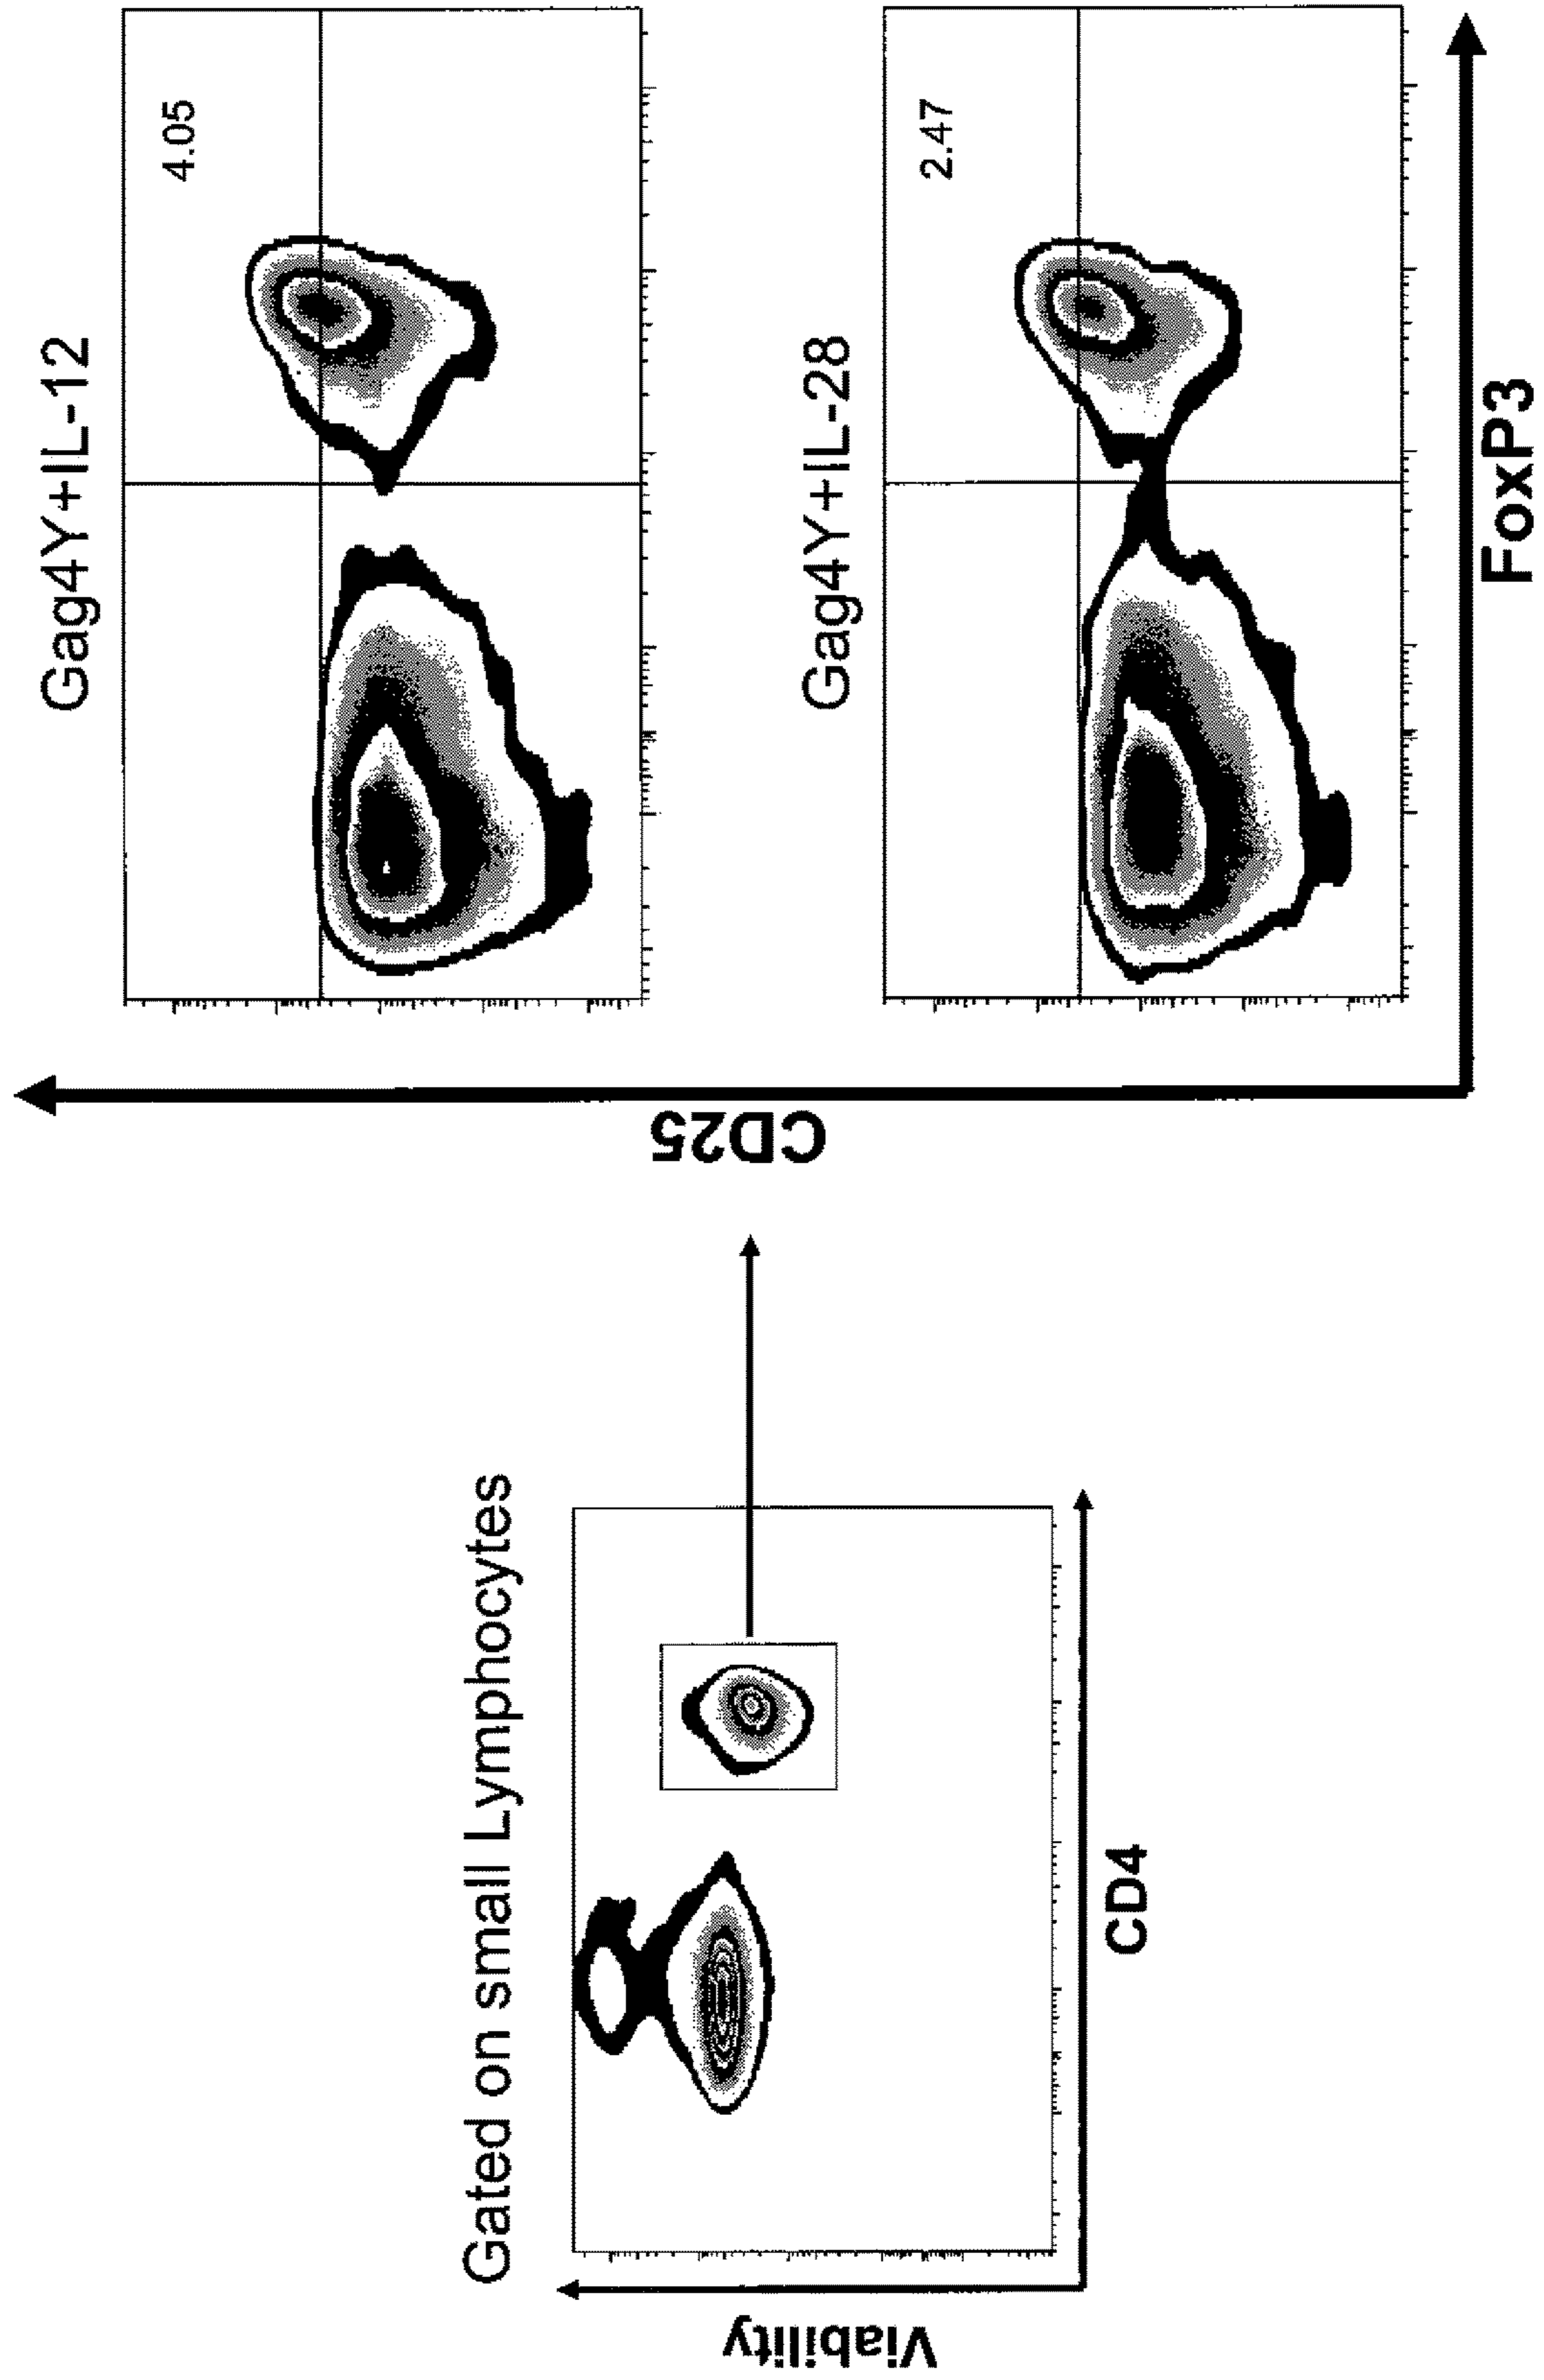 Gated on small Lymphocytes
Viability
CD4
CD25
Gag4Y+IL-12
4.05
Gag4Y+IL-28
2.47
FoxP3